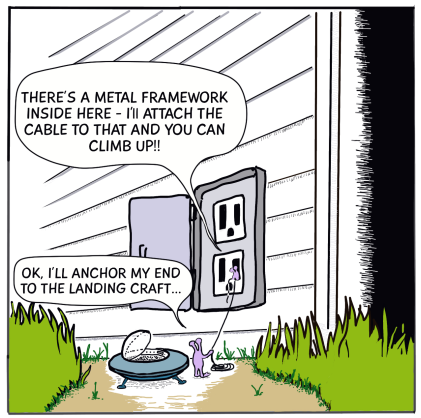 THERE'S A METAL FRAMEWORK
INSIDE HERE - I'll ATTACH THE
CABLE TO THAT AND YOU CAN
CLIMB UP!!
OK, I'LL ANCHOR MY END
TO THE LANDING CRAFT...